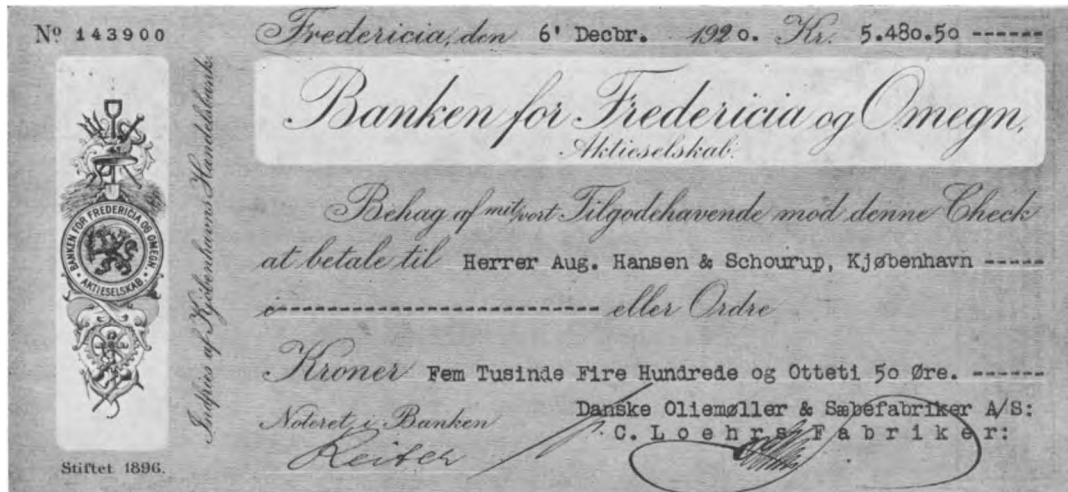 Nº 143900
Fredericia, den 6' Decbr. 1920. Kr. 5.480.50 ------
Banken for Fredericia og Omegn.
Aktieselskab.
Behag af mit/vort Tilgodehavende mod denne Check
at betale til Herrer Aug. Hansen & Schourup, Kjøbenhavn -----
i ------------------------ eller Ordre
Kroner Fem Tusinde Fire Hundrede og Otteti 50 Øre. ------
Noteret i Banken
Danske Oliemøller & Sæbefabriker A/S:
C. Loehrs Fabriker:
Reiter
BANKEN FOR FREDERICIA OG OMEGN.
AKTIESELSKAB
Stiftet 1896.
Indfries af Kjøbenhavns Handelsbank.